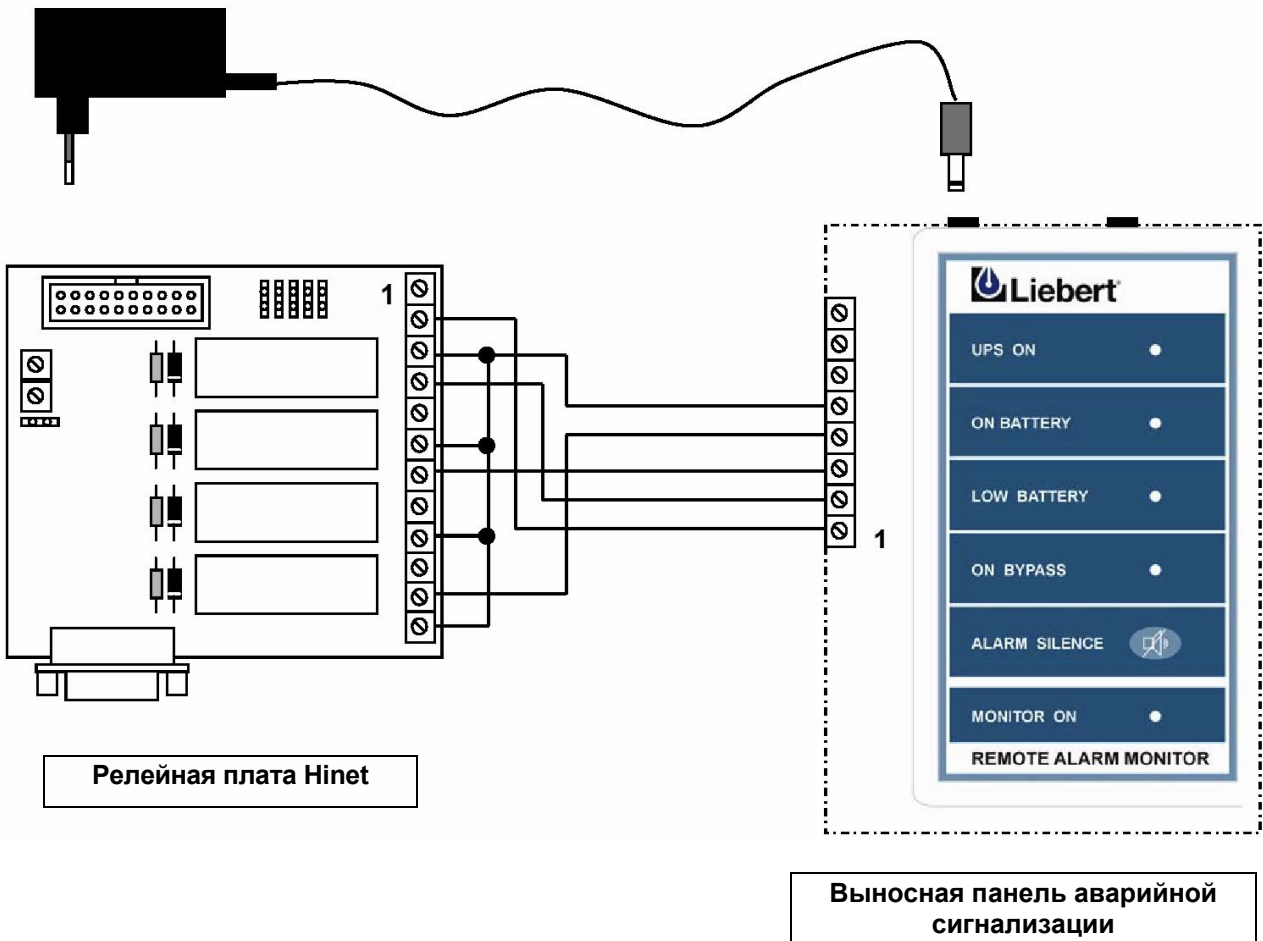 1
Liebert
UPS ON
ON BATTERY
LOW BATTERY
ON BYPASS
ALARM SILENCE
MONITOR ON
REMOTE ALARM MONITOR
1
Релейная плата Hinet
Выносная панель аварийной
сигнализации